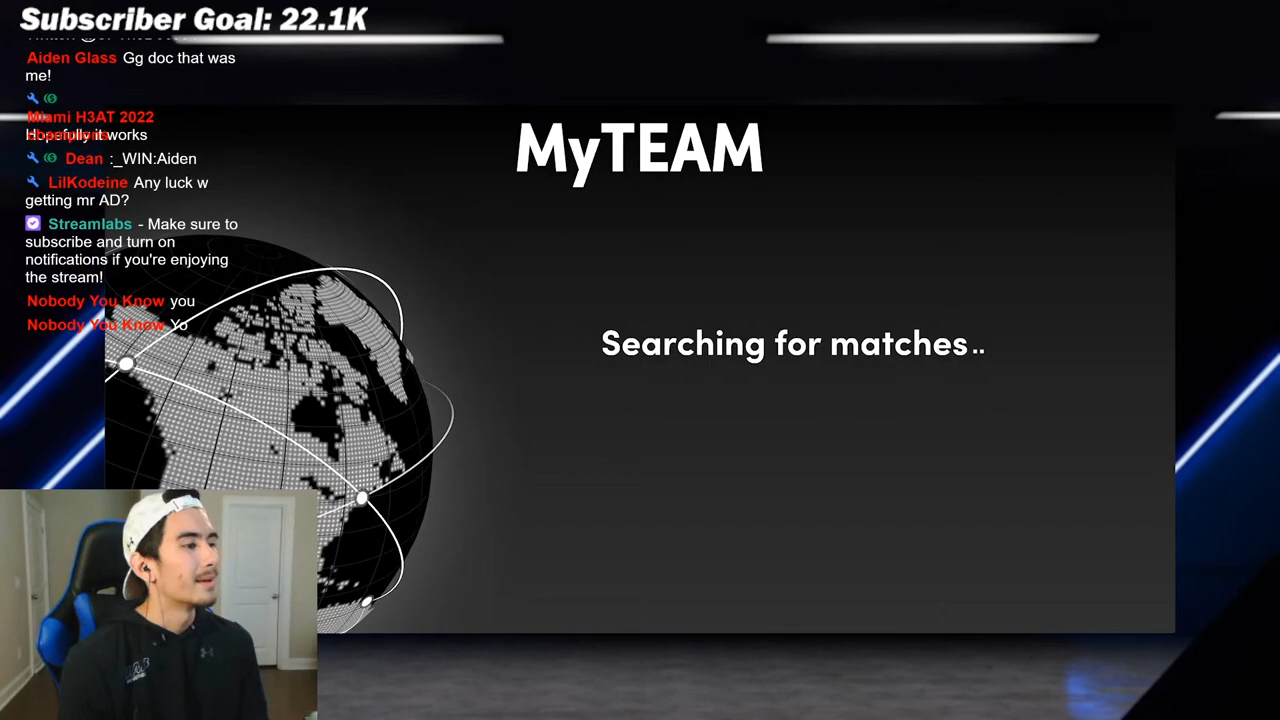 Subscriber Goal: 22.1K
Aiden Glass Gg doc that was
me!
Miami H3AT 2022
Hopefully it works
Dean :_WIN:Aiden
LilKodeine Any luck w
getting mr AD?
Streamlabs - Make sure to
subscribe and turn on
notifications if you're enjoying
the stream!
Nobody You Know you
Nobody You Know Yo
MyTEAM
Searching for matches..